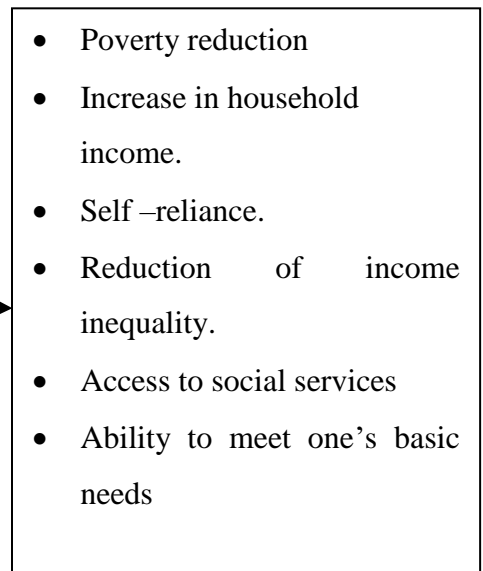 • Poverty reduction
• Increase in household
income.
• Self –reliance.
• Reduction of income
inequality.
• Access to social services
• Ability to meet one’s basic
needs